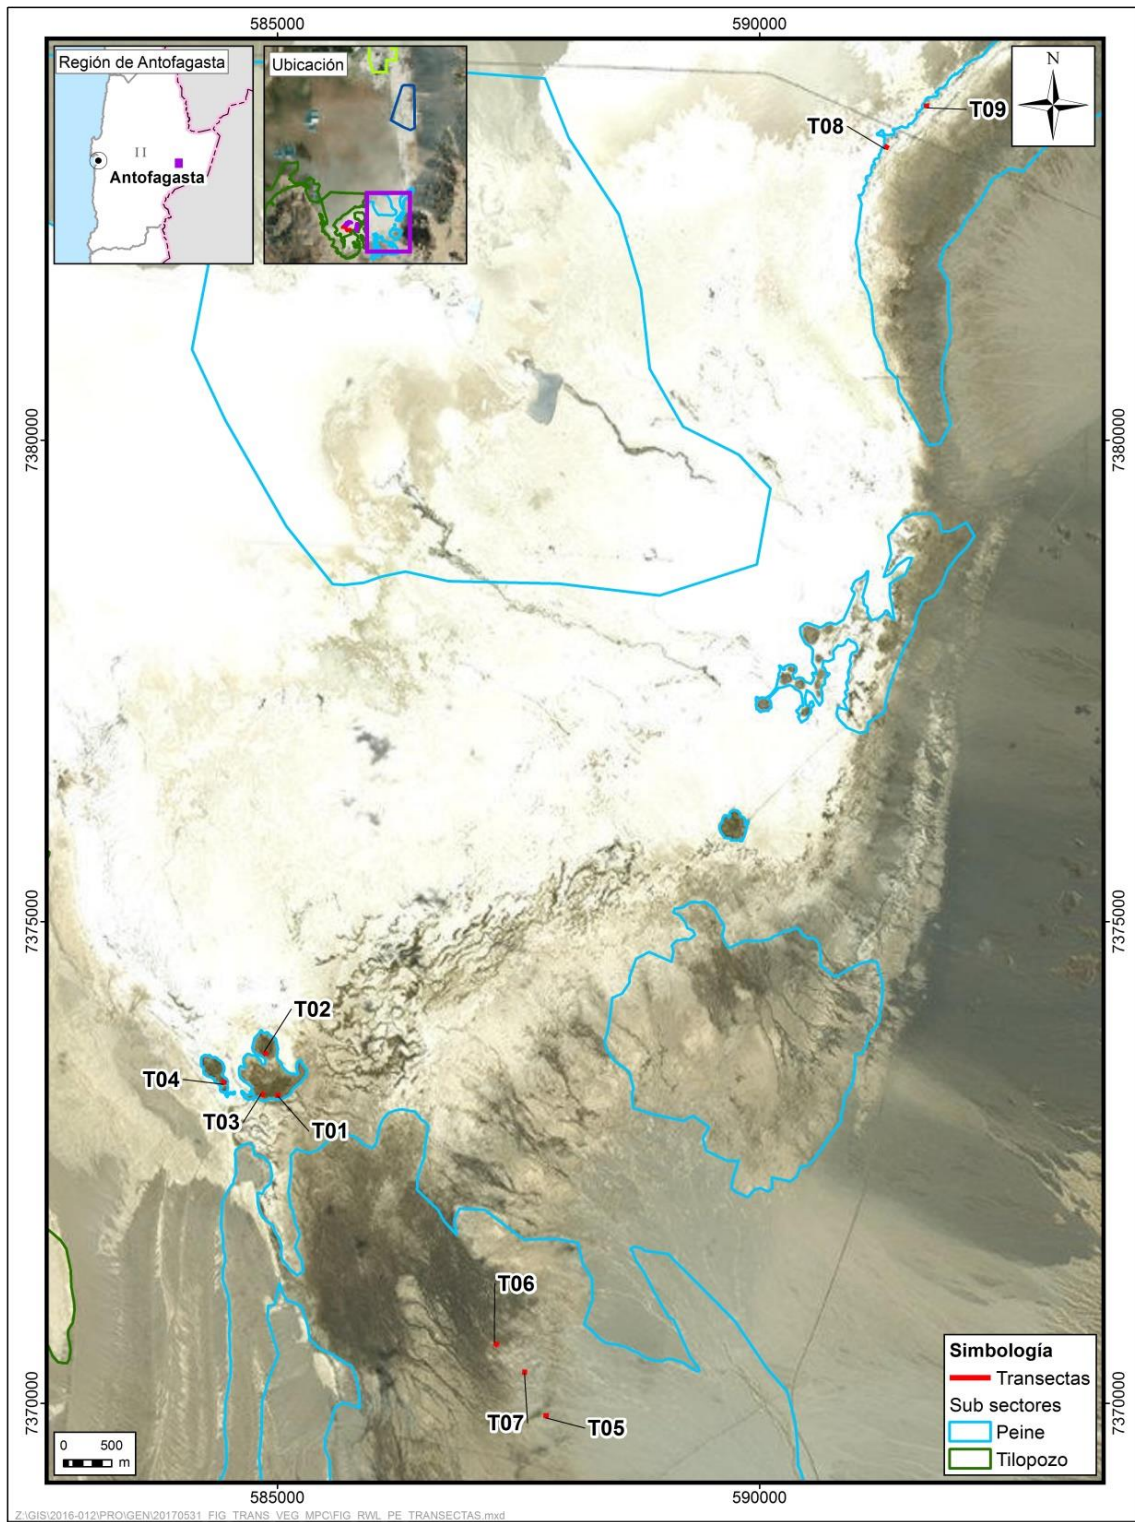 585000
590000
Región de Antofagasta
II
Antofagasta
Ubicación
N
T09
T08
7380000
7380000
7375000
7375000
T02
T04
T03
T01
T06
T07
T05
7370000
7370000
Simbología
Transectas
Sub sectores
Peine
Tilopozo
0 500
m
585000
590000
Z:\GIS\2016-012\PRO\GEN\20170531_FIG_TRANS_VEG_MPC\FIG_RWL_PE_TRANSECTAS.mxd